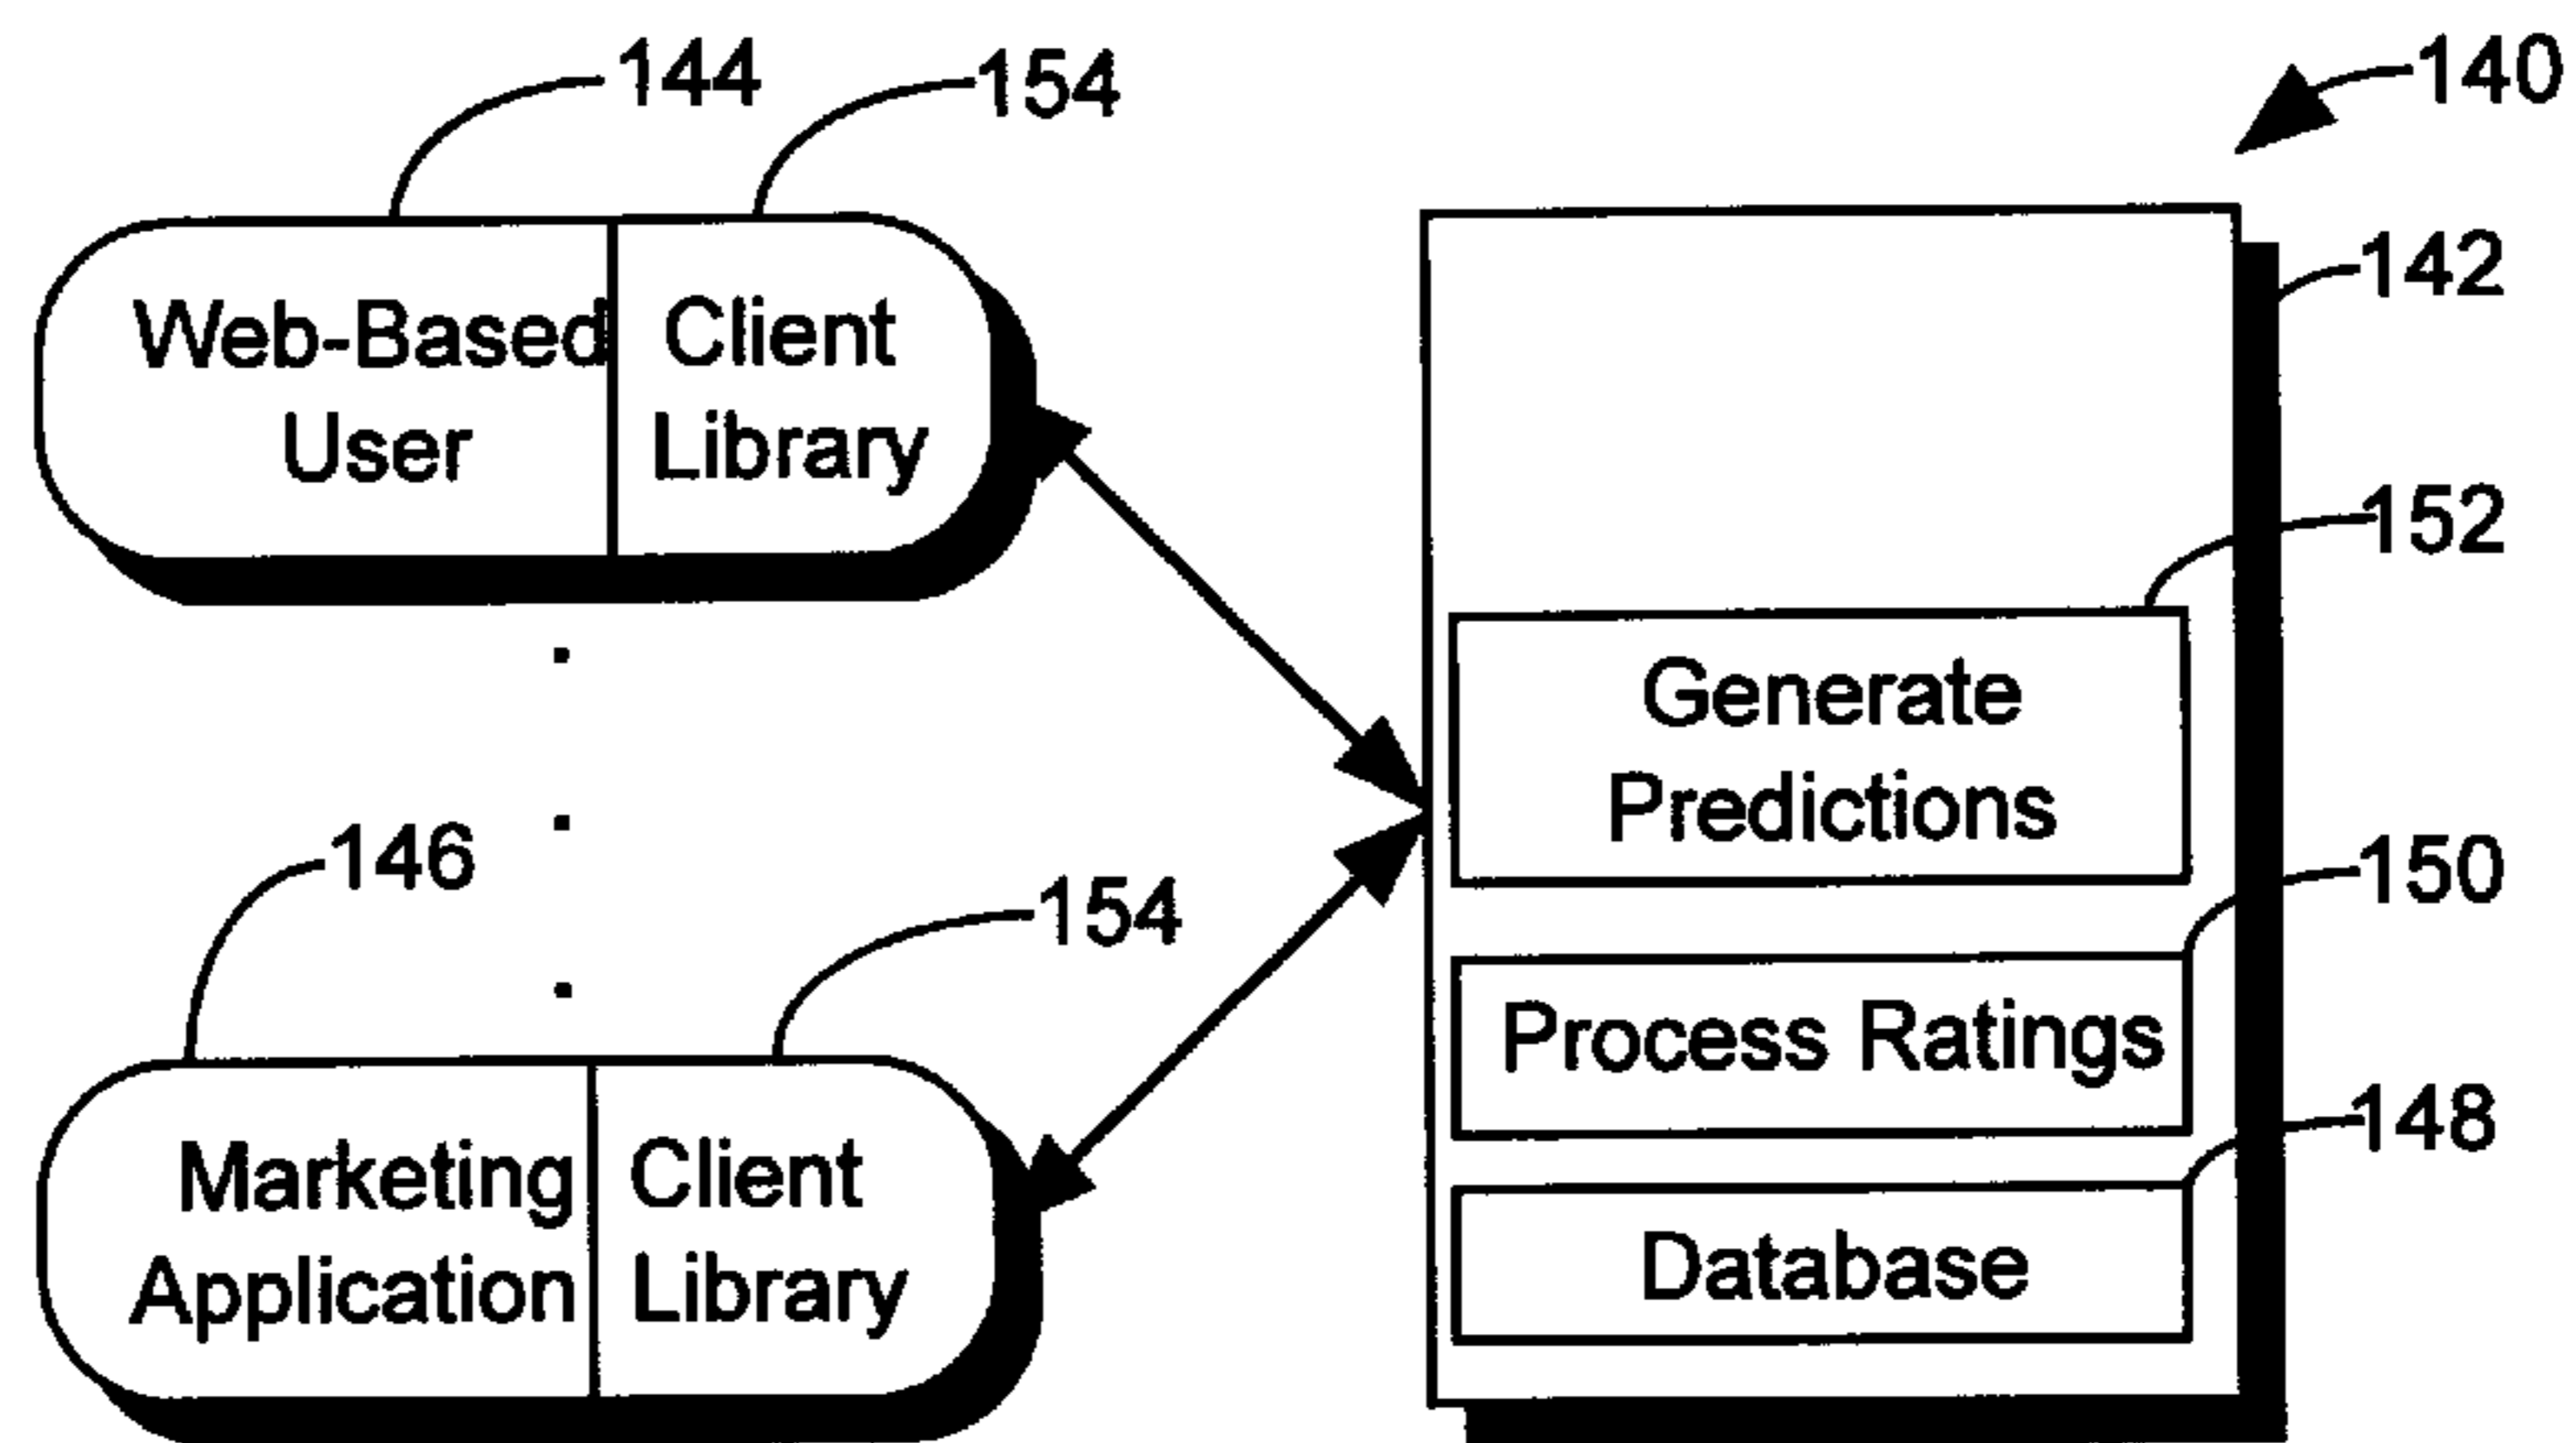 144
154
140
142
Web-Based
User
Client
Library
152
Generate
Predictions
146
154
150
Process Ratings
148
Marketing
Application
Client
Library
Database